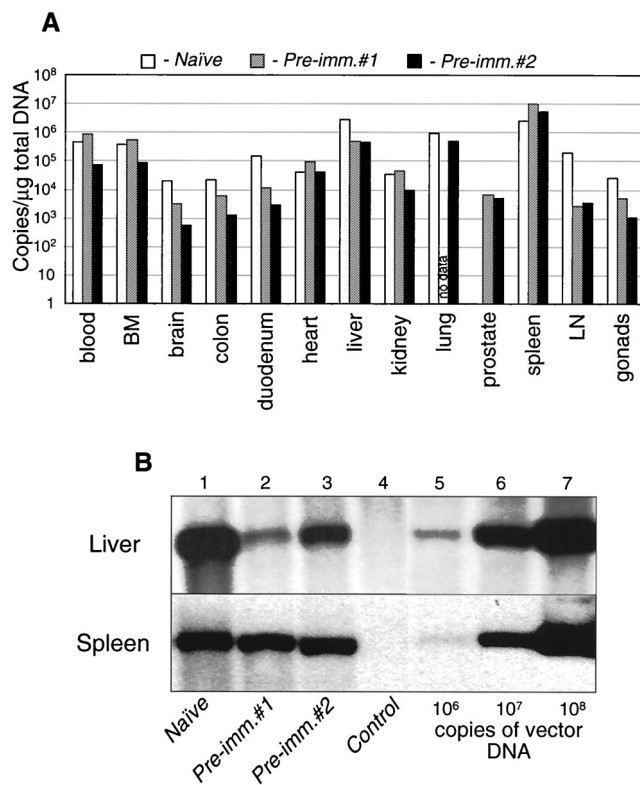 A
- Naïve - Pre-imm.#1 - Pre-imm.#2
Copies/µg total DNA
10⁸
10⁷
10⁶
10⁵
10⁴
10³
10²
10
1
no data
blood BM brain colon duodenum heart liver kidney lung prostate spleen LN gonads
B
1 2 3 4 5 6 7
Liver
Spleen
Naïve Pre-imm.#1 Pre-imm.#2 Control 10⁶ 10⁷ 10⁸
copies of vector
DNA